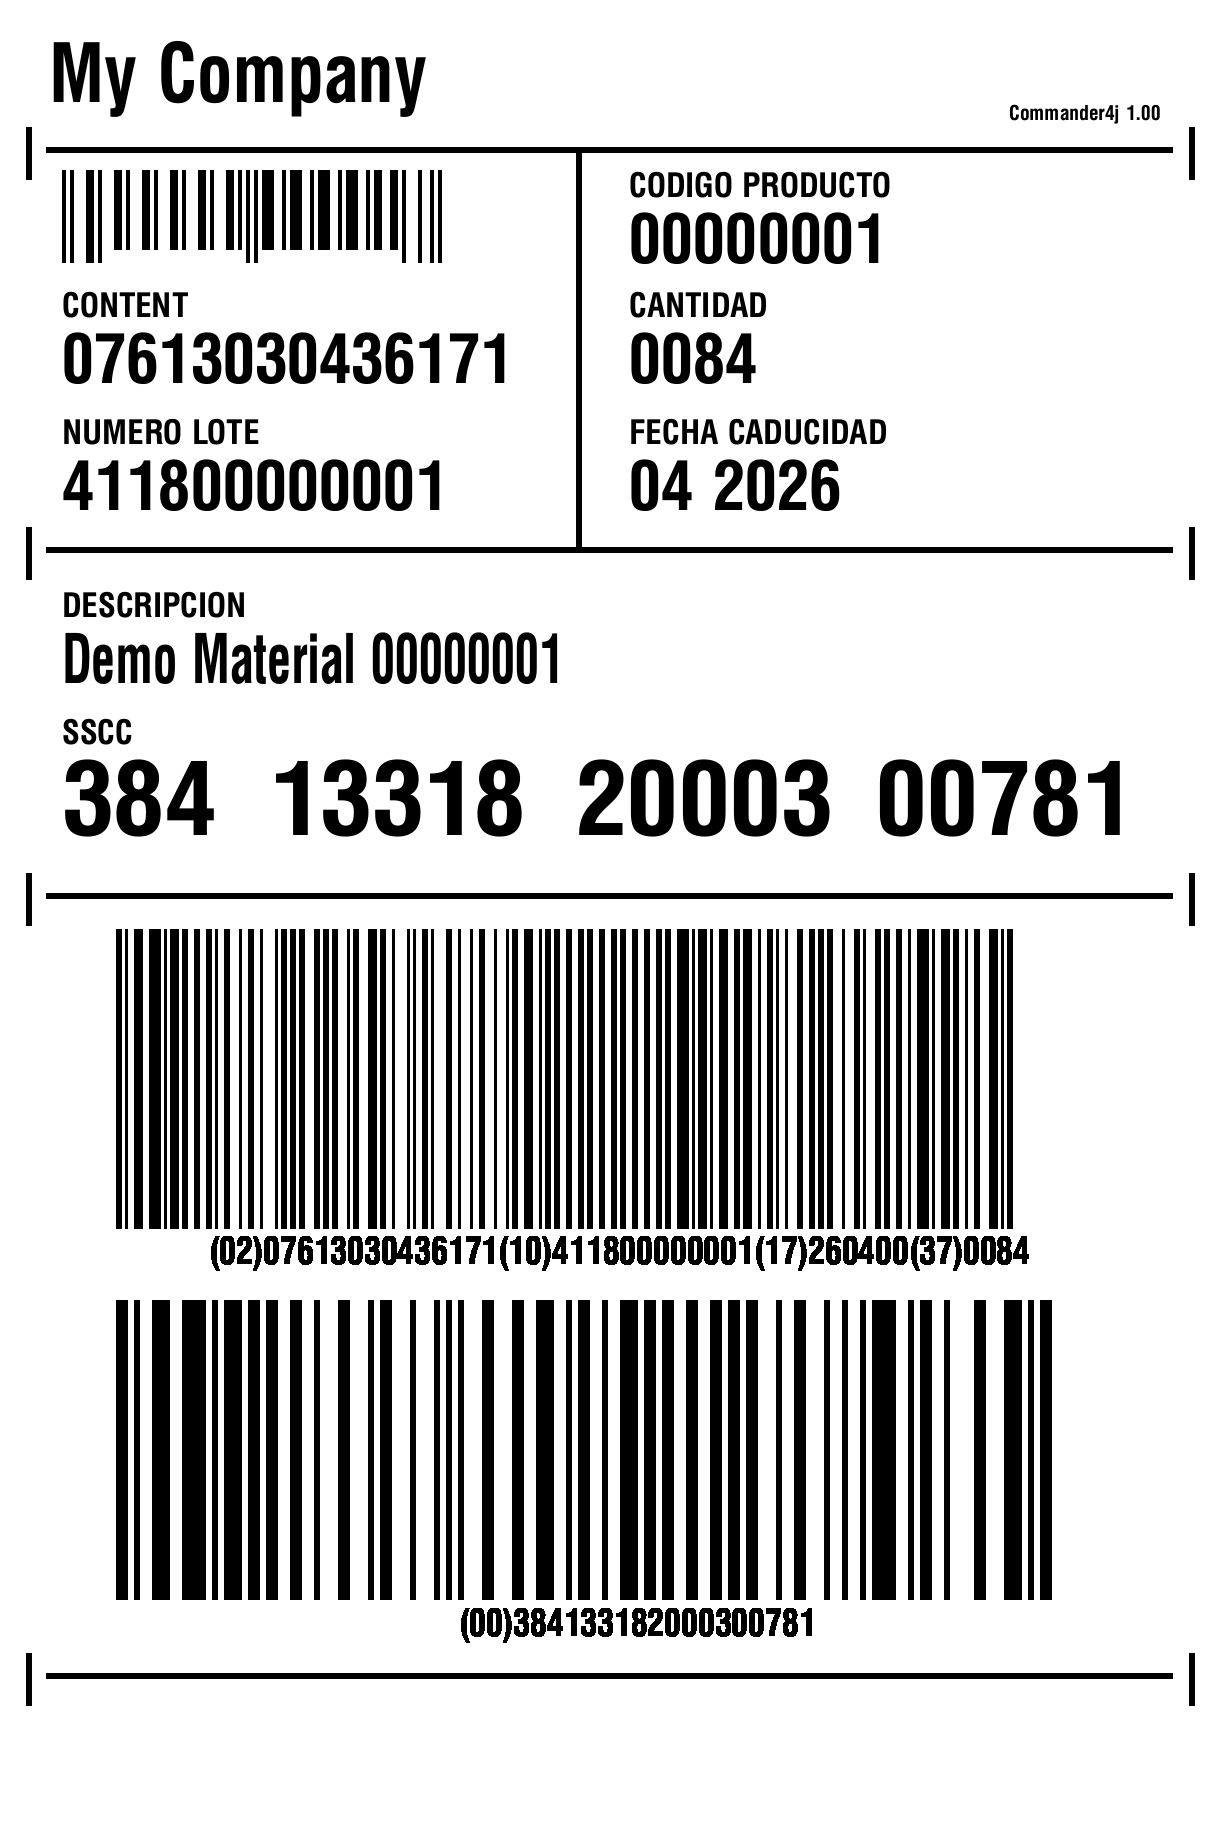 My Company
Commander4j 1.00
CONTENT
07613030436171
NUMERO LOTE
411800000001
CODIGO PRODUCTO
00000001
CANTIDAD
0084
FECHA CADUCIDAD
04 2026
DESCRIPCION
Demo Material 00000001
SSCC
384 13318 20003 00781
(02)07613030436171(10)411800000001(17)260400(37)0084
(00)384133182000300781